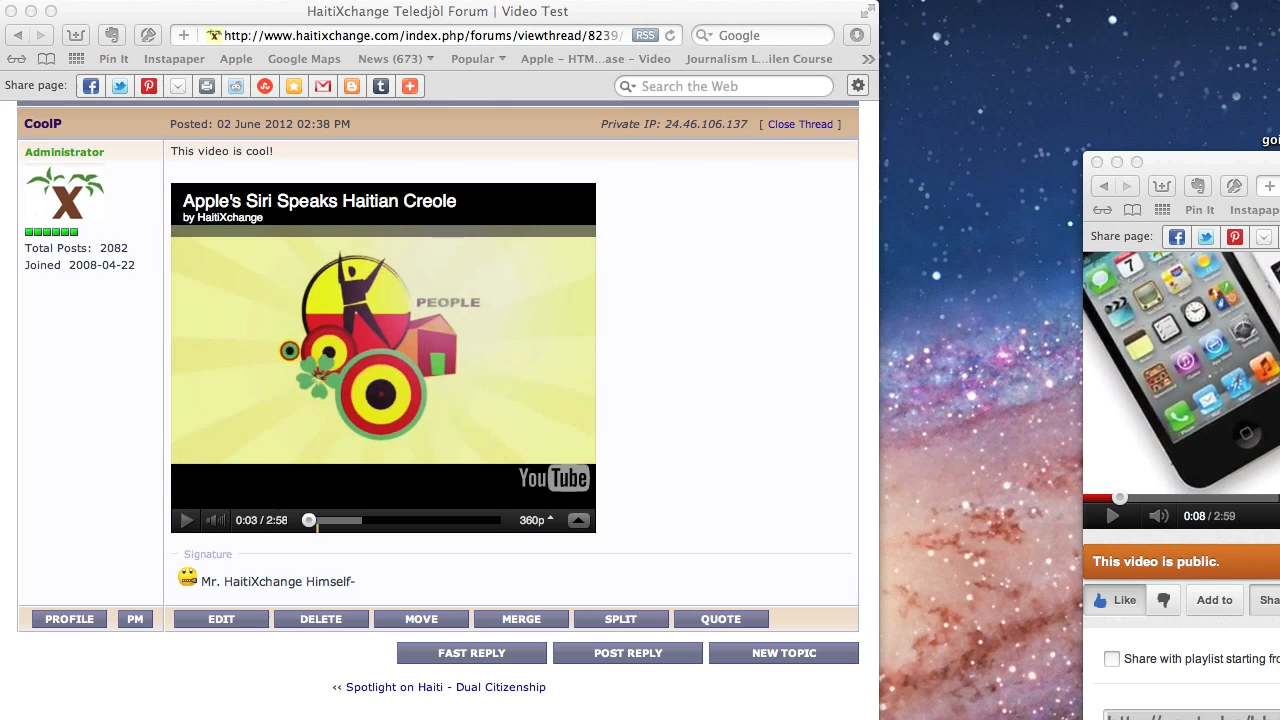 HaitiXchange Teledjòl Forum | Video Test
http://www.haitixchange.com/index.php/forums/viewthread/8239/
RSS
Google
Pin It
Instapaper
Apple
Google Maps
News (673)
Popular
Apple – HTM...ase – Video
Journalism L...ilen Course
Share page:
Search the Web
CoolP
Posted: 02 June 2012 02:38 PM
Private IP: 24.46.106.137
[ Close Thread ]
Administrator
X
Total Posts: 2082
Joined 2008-04-22
This video is cool!
Apple's Siri Speaks Haitian Creole
by HaitiXchange
PEOPLE
YouTube
0:03 / 2:58
360p
Signature
Mr. HaitiXchange Himself-
PROFILE
PM
EDIT
DELETE
MOVE
MERGE
SPLIT
QUOTE
FAST REPLY
POST REPLY
NEW TOPIC
‹‹ Spotlight on Haiti - Dual Citizenship
goi
Pin It
Instapap
Share page:
7
0:08 / 2:59
This video is public.
Like
Add to
Sha
Share with playlist starting fro